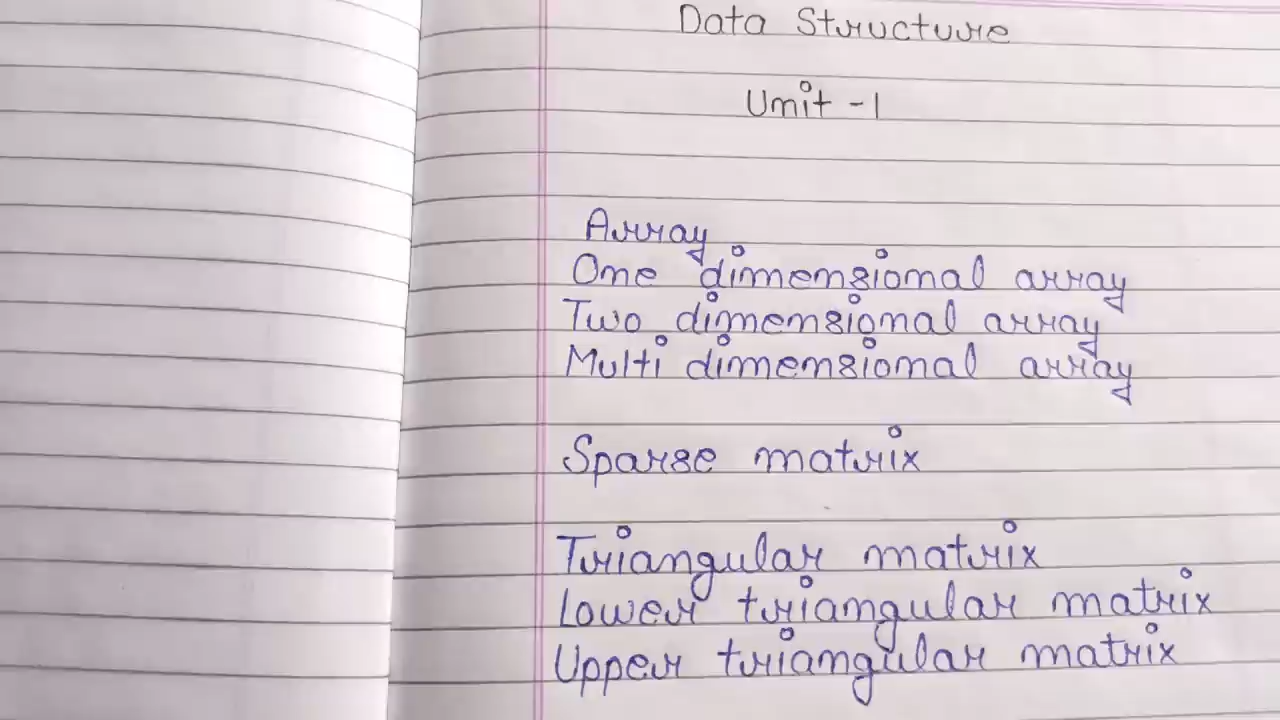 Data Structure
Unit -1
Array
One dimensional array
Two dimensional array
Multi dimensional array
Sparse matrix
Triangular matrix
Lower triangular matrix
Upper triangular matrix